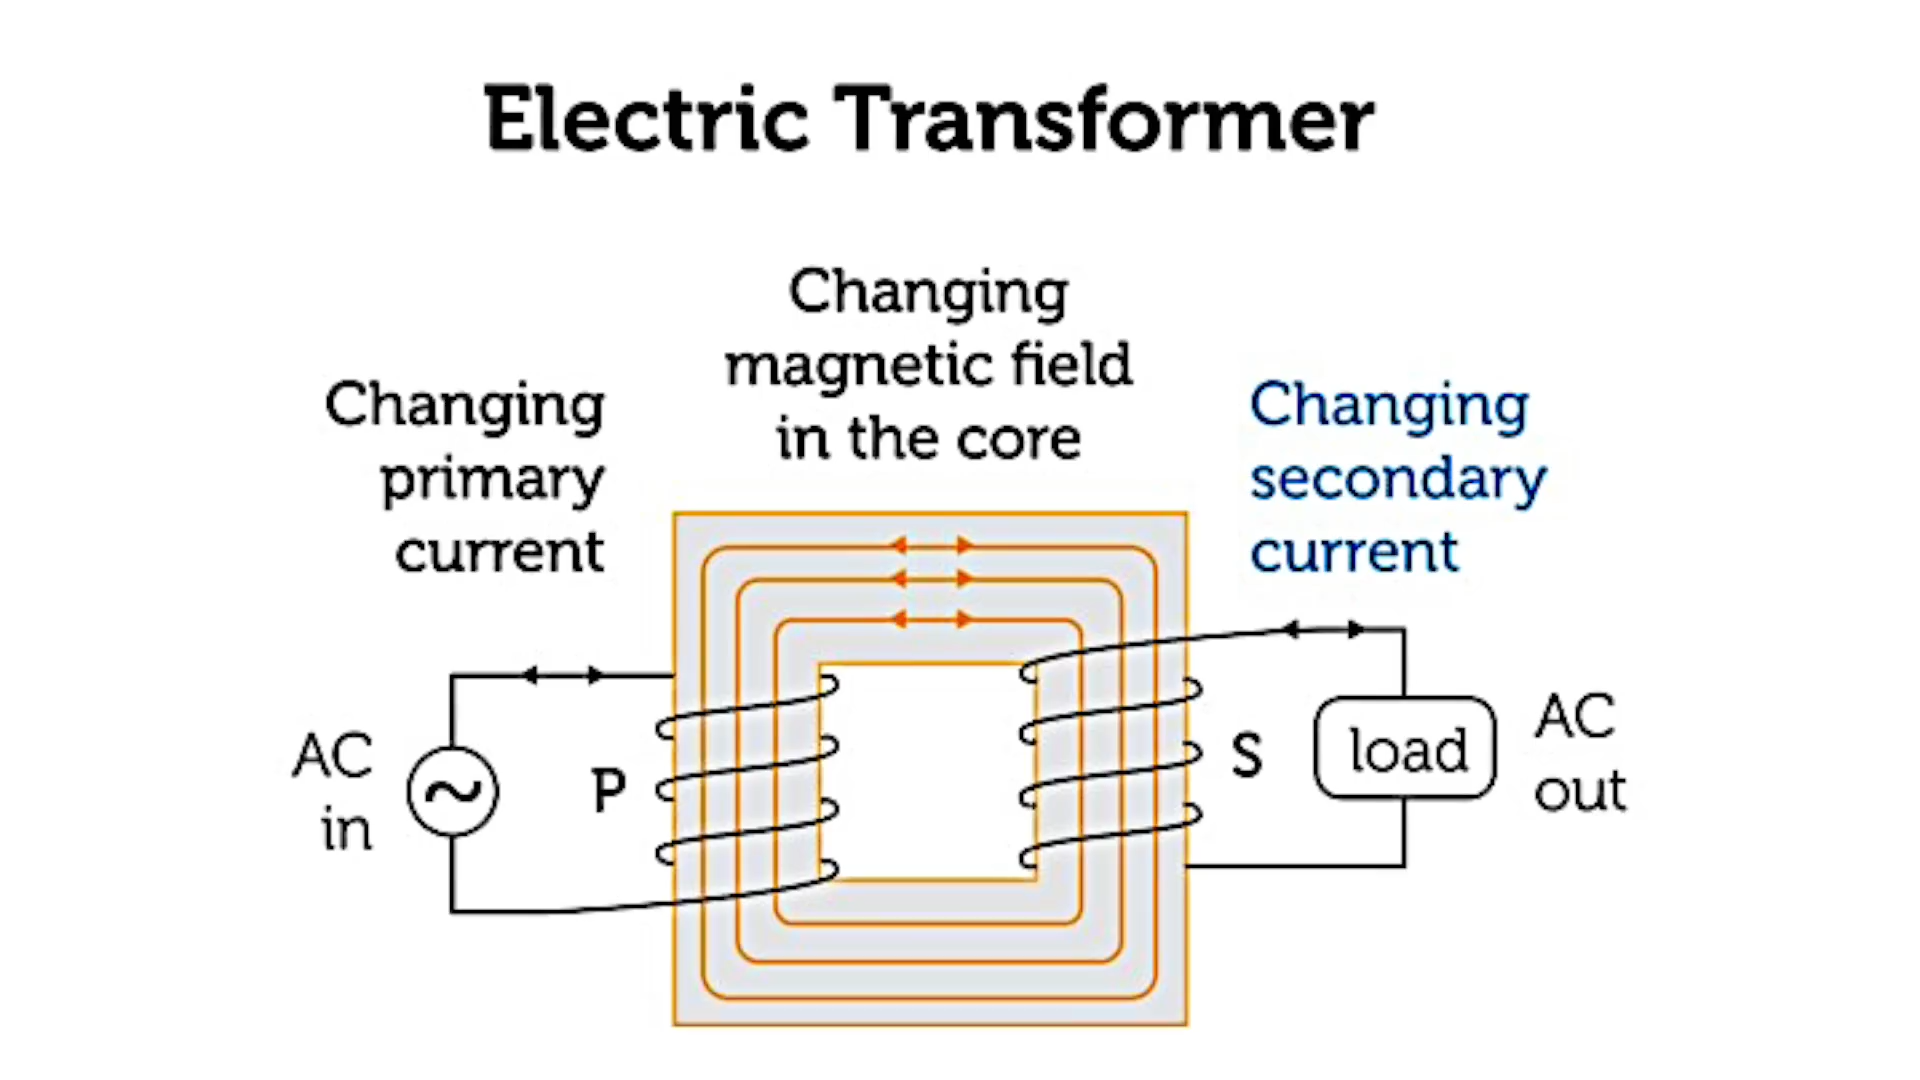 Electric Transformer
Changing
magnetic field
in the core
Changing
primary
current
Changing
secondary
current
AC
in
~
P
S
load
AC
out